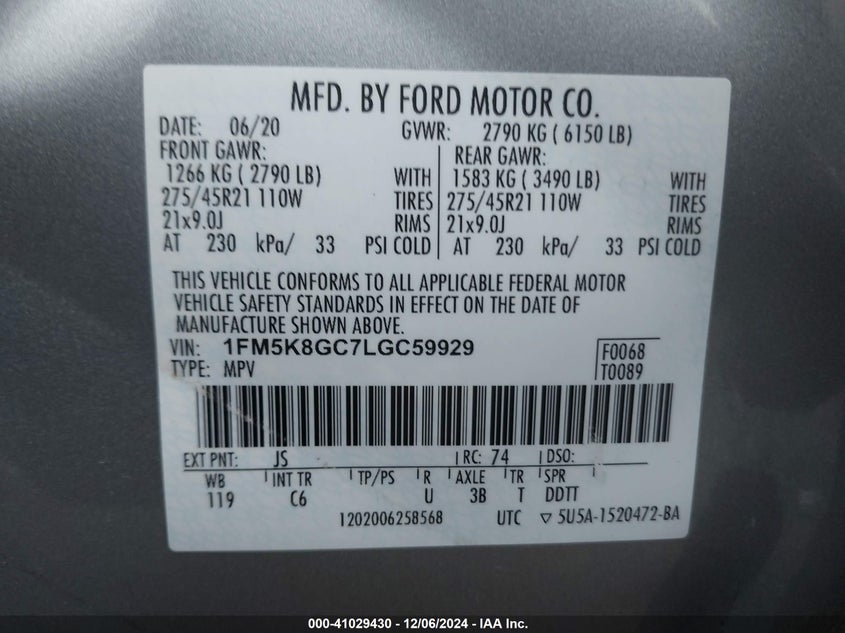 MFD. BY FORD MOTOR CO.
DATE: 06/20 GVWR: 2790 KG ( 6150 LB)
FRONT GAWR: REAR GAWR:
1266 KG ( 2790 LB) WITH 1583 KG ( 3490 LB) WITH
275/45R21 110W TIRES 275/45R21 110W TIRES
21x9.0J RIMS 21x9.0J RIMS
AT 230 kPa/ 33 PSI COLD AT 230 kPa/ 33 PSI COLD
THIS VEHICLE CONFORMS TO ALL APPLICABLE FEDERAL MOTOR
VEHICLE SAFETY STANDARDS IN EFFECT ON THE DATE OF
MANUFACTURE SHOWN ABOVE.
VIN: 1FM5K8GC7LGC59929 F0068
TYPE: MPV T0089
EXT PNT: JS RC: 74 DSO:
WB INT TR TP/PS R AXLE TR SPR
119 C6 U 3B T DDTT
1202006258568 UTC ▽ 5U5A-1520472-BA
000-41029430 - 12/06/2024 - IAA Inc.